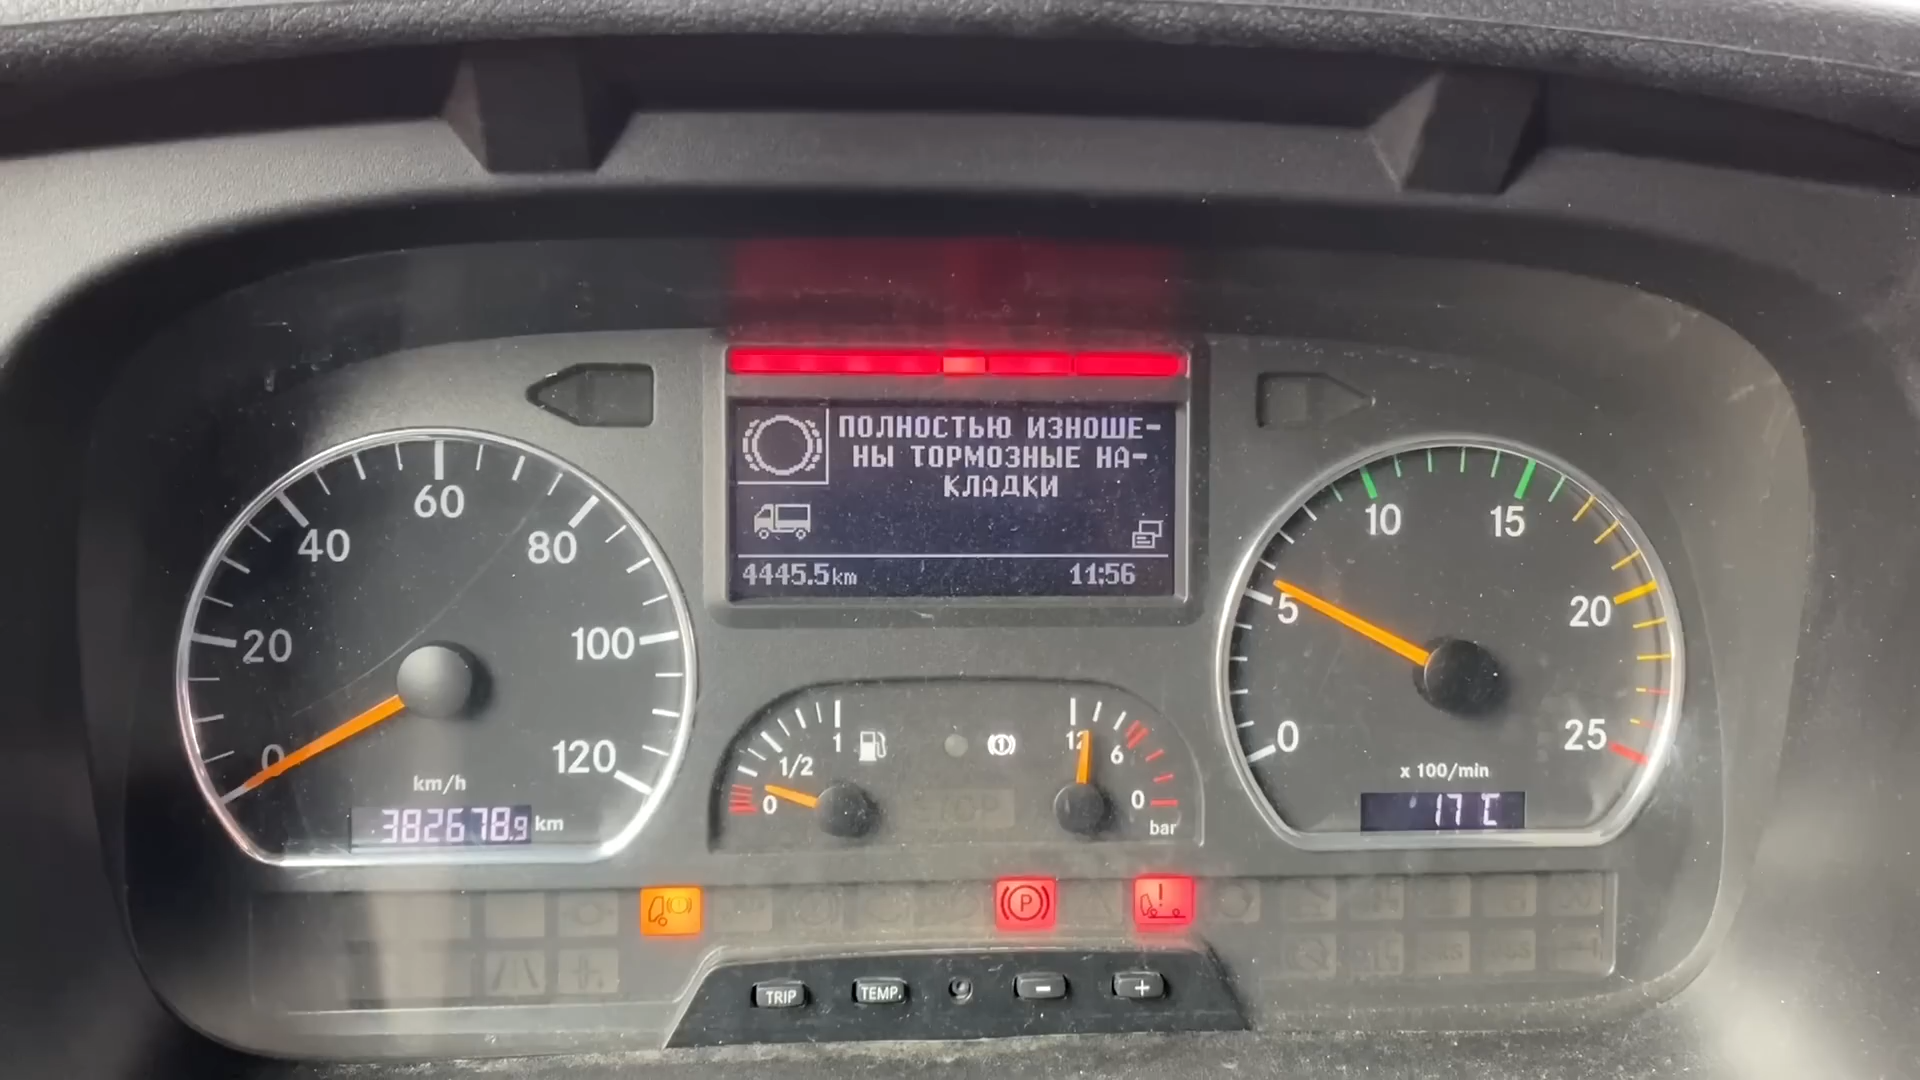 ПОЛНОСТЬЮ ИЗНОШЕ-
НЫ ТОРМОЗНЫЕ НА-
КЛАДКИ
4445.5km 11:56
0 20 40 60 80 100 120
km/h
382678.9 km
0 5 10 15 20 25
x 100/min
17 C
0 1/2 1
12 6 0
bar
STOP
P
TRIP TEMP. - +